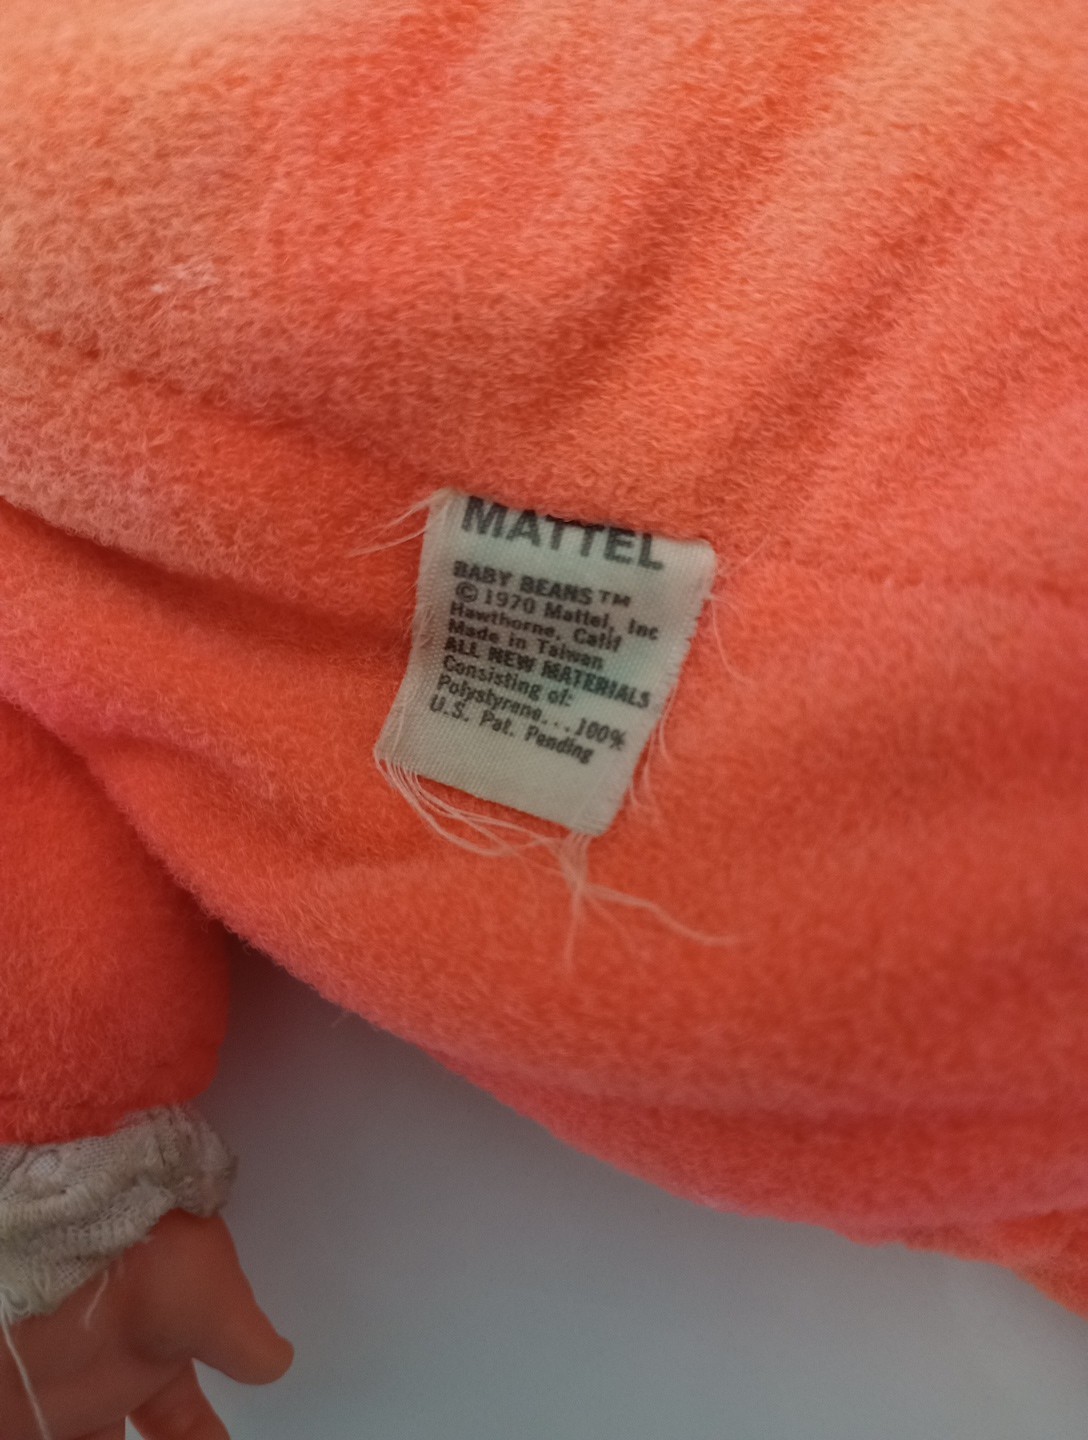 MATTEL
BABY BEANS™
© 1970 Mattel, Inc
Hawthorne, Calif
Made in Taiwan
ALL NEW MATERIALS
Consisting of:
Polystyrene...100%
U.S. Pat. Pending